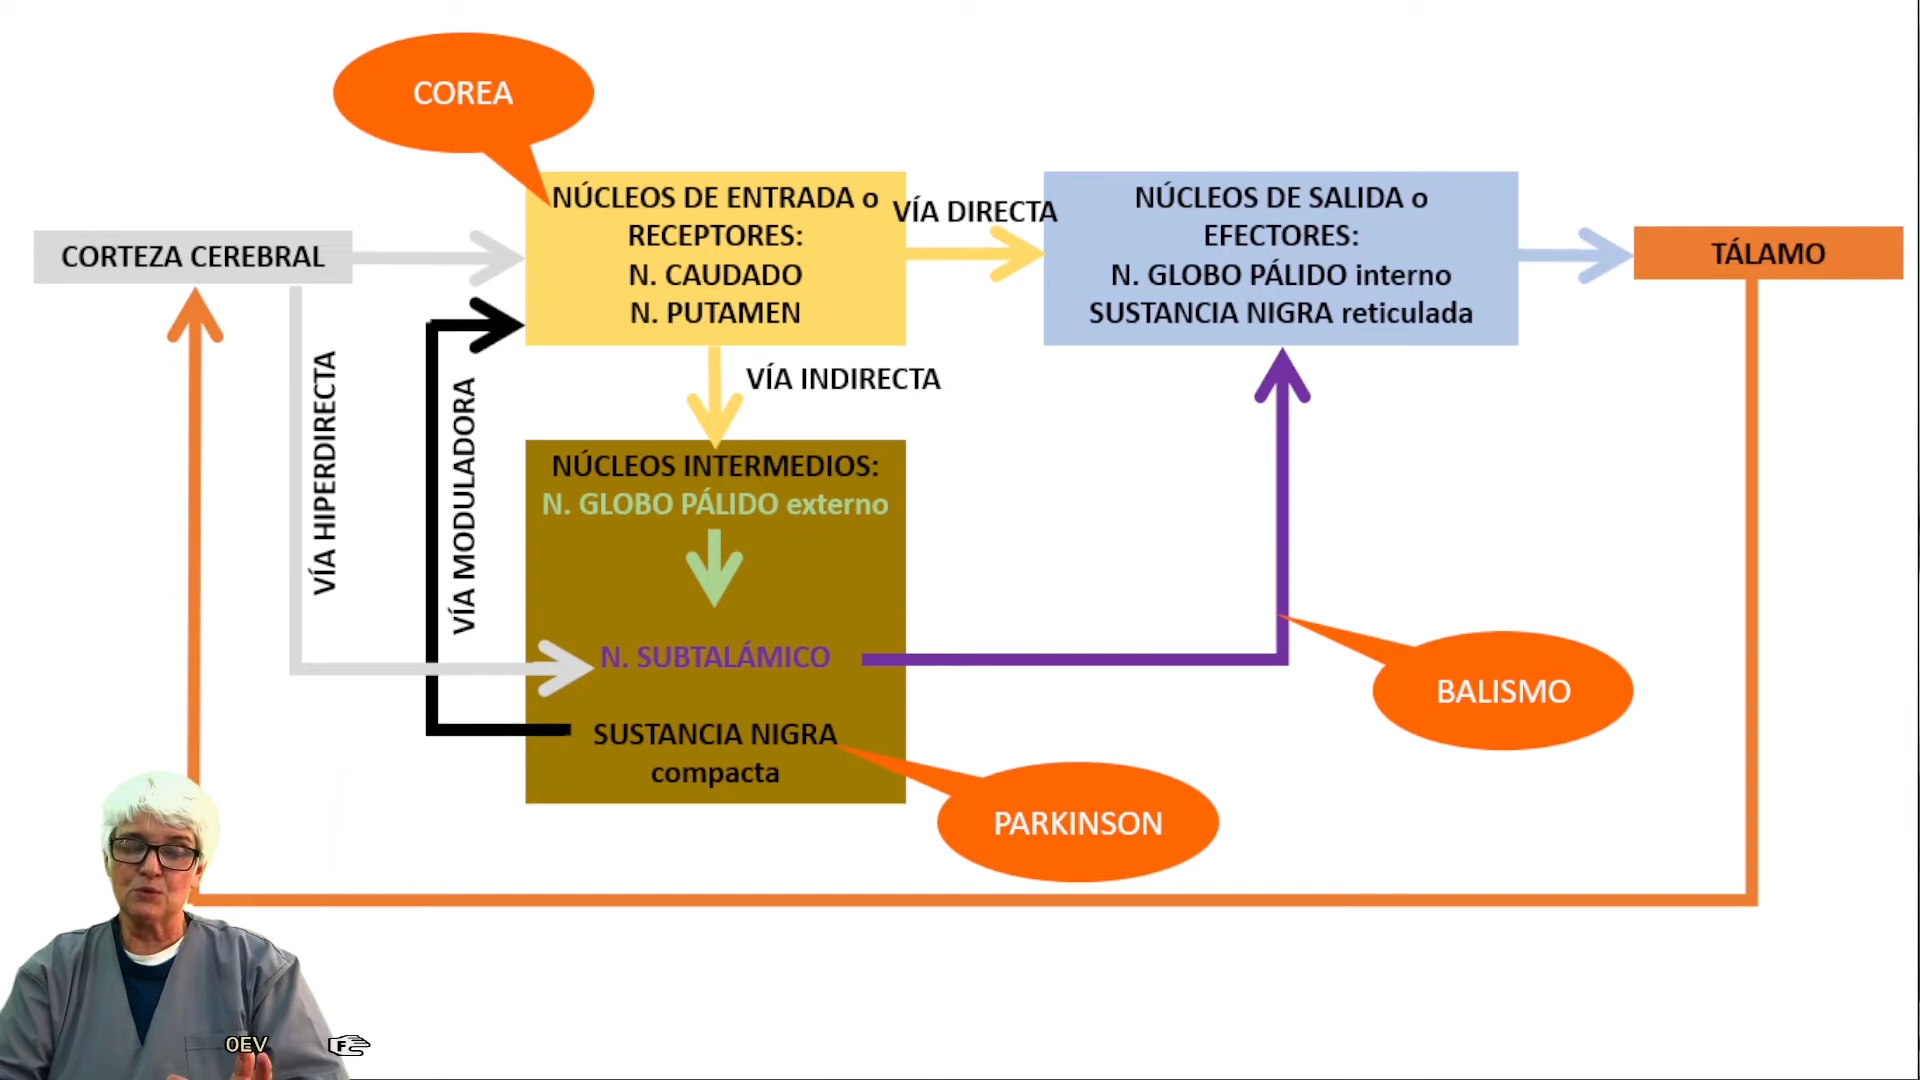 COREA
NÚCLEOS DE ENTRADA o
RECEPTORES:
N. CAUDADO
N. PUTAMEN
VÍA DIRECTA
NÚCLEOS DE SALIDA o
EFECTORES:
N. GLOBO PÁLIDO interno
SUSTANCIA NIGRA reticulada
CORTEZA CEREBRAL
TÁLAMO
VÍA INDIRECTA
VÍA HIPERDIRECTA
VÍA MODULADORA
NÚCLEOS INTERMEDIOS:
N. GLOBO PÁLIDO externo
N. SUBTALÁMICO
SUSTANCIA NIGRA
compacta
BALISMO
PARKINSON
OEV
F